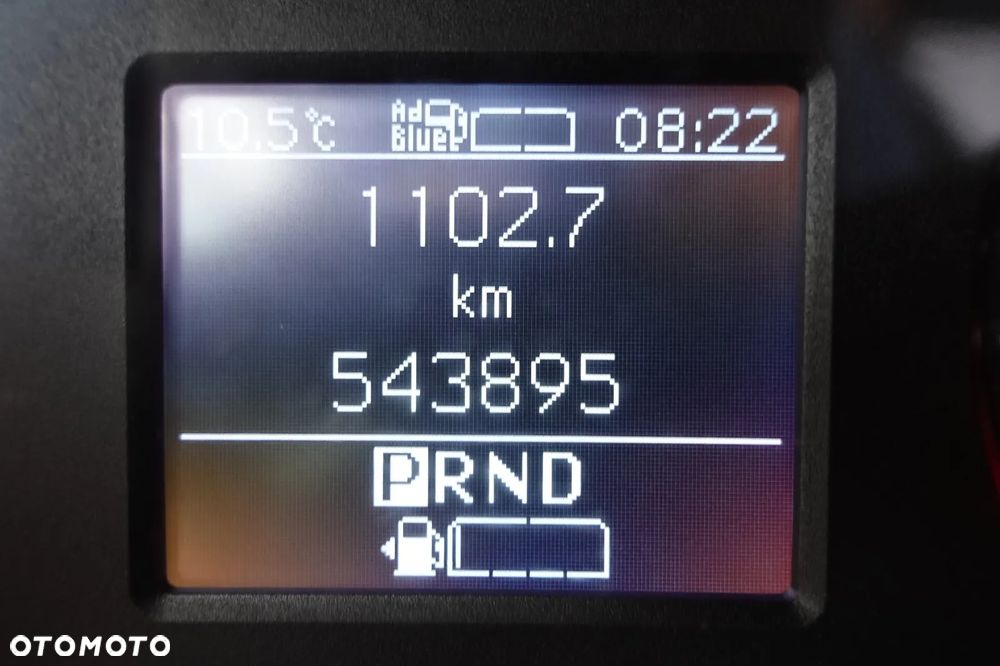 10.5°C Ad Blue 08:22
1102.7
km
543895
PRND
OTOMOTO